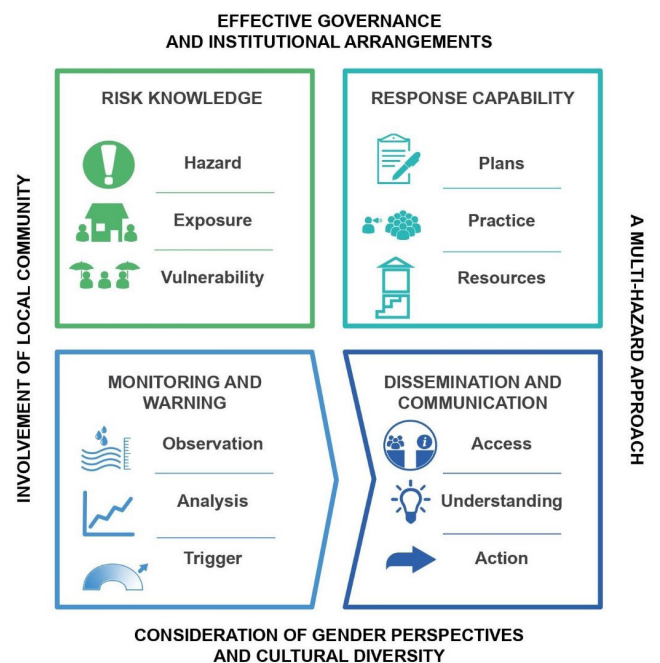 EFFECTIVE GOVERNANCE
AND INSTITUTIONAL ARRANGEMENTS
INVOLVEMENT OF LOCAL COMMUNITY
RISK KNOWLEDGE
Hazard
Exposure
Vulnerability
RESPONSE CAPABILITY
Plans
Practice
Resources
A MULTI-HAZARD APPROACH
MONITORING AND
WARNING
Observation
Analysis
Trigger
DISSEMINATION AND
COMMUNICATION
Access
Understanding
Action
CONSIDERATION OF GENDER PERSPECTIVES
AND CULTURAL DIVERSITY